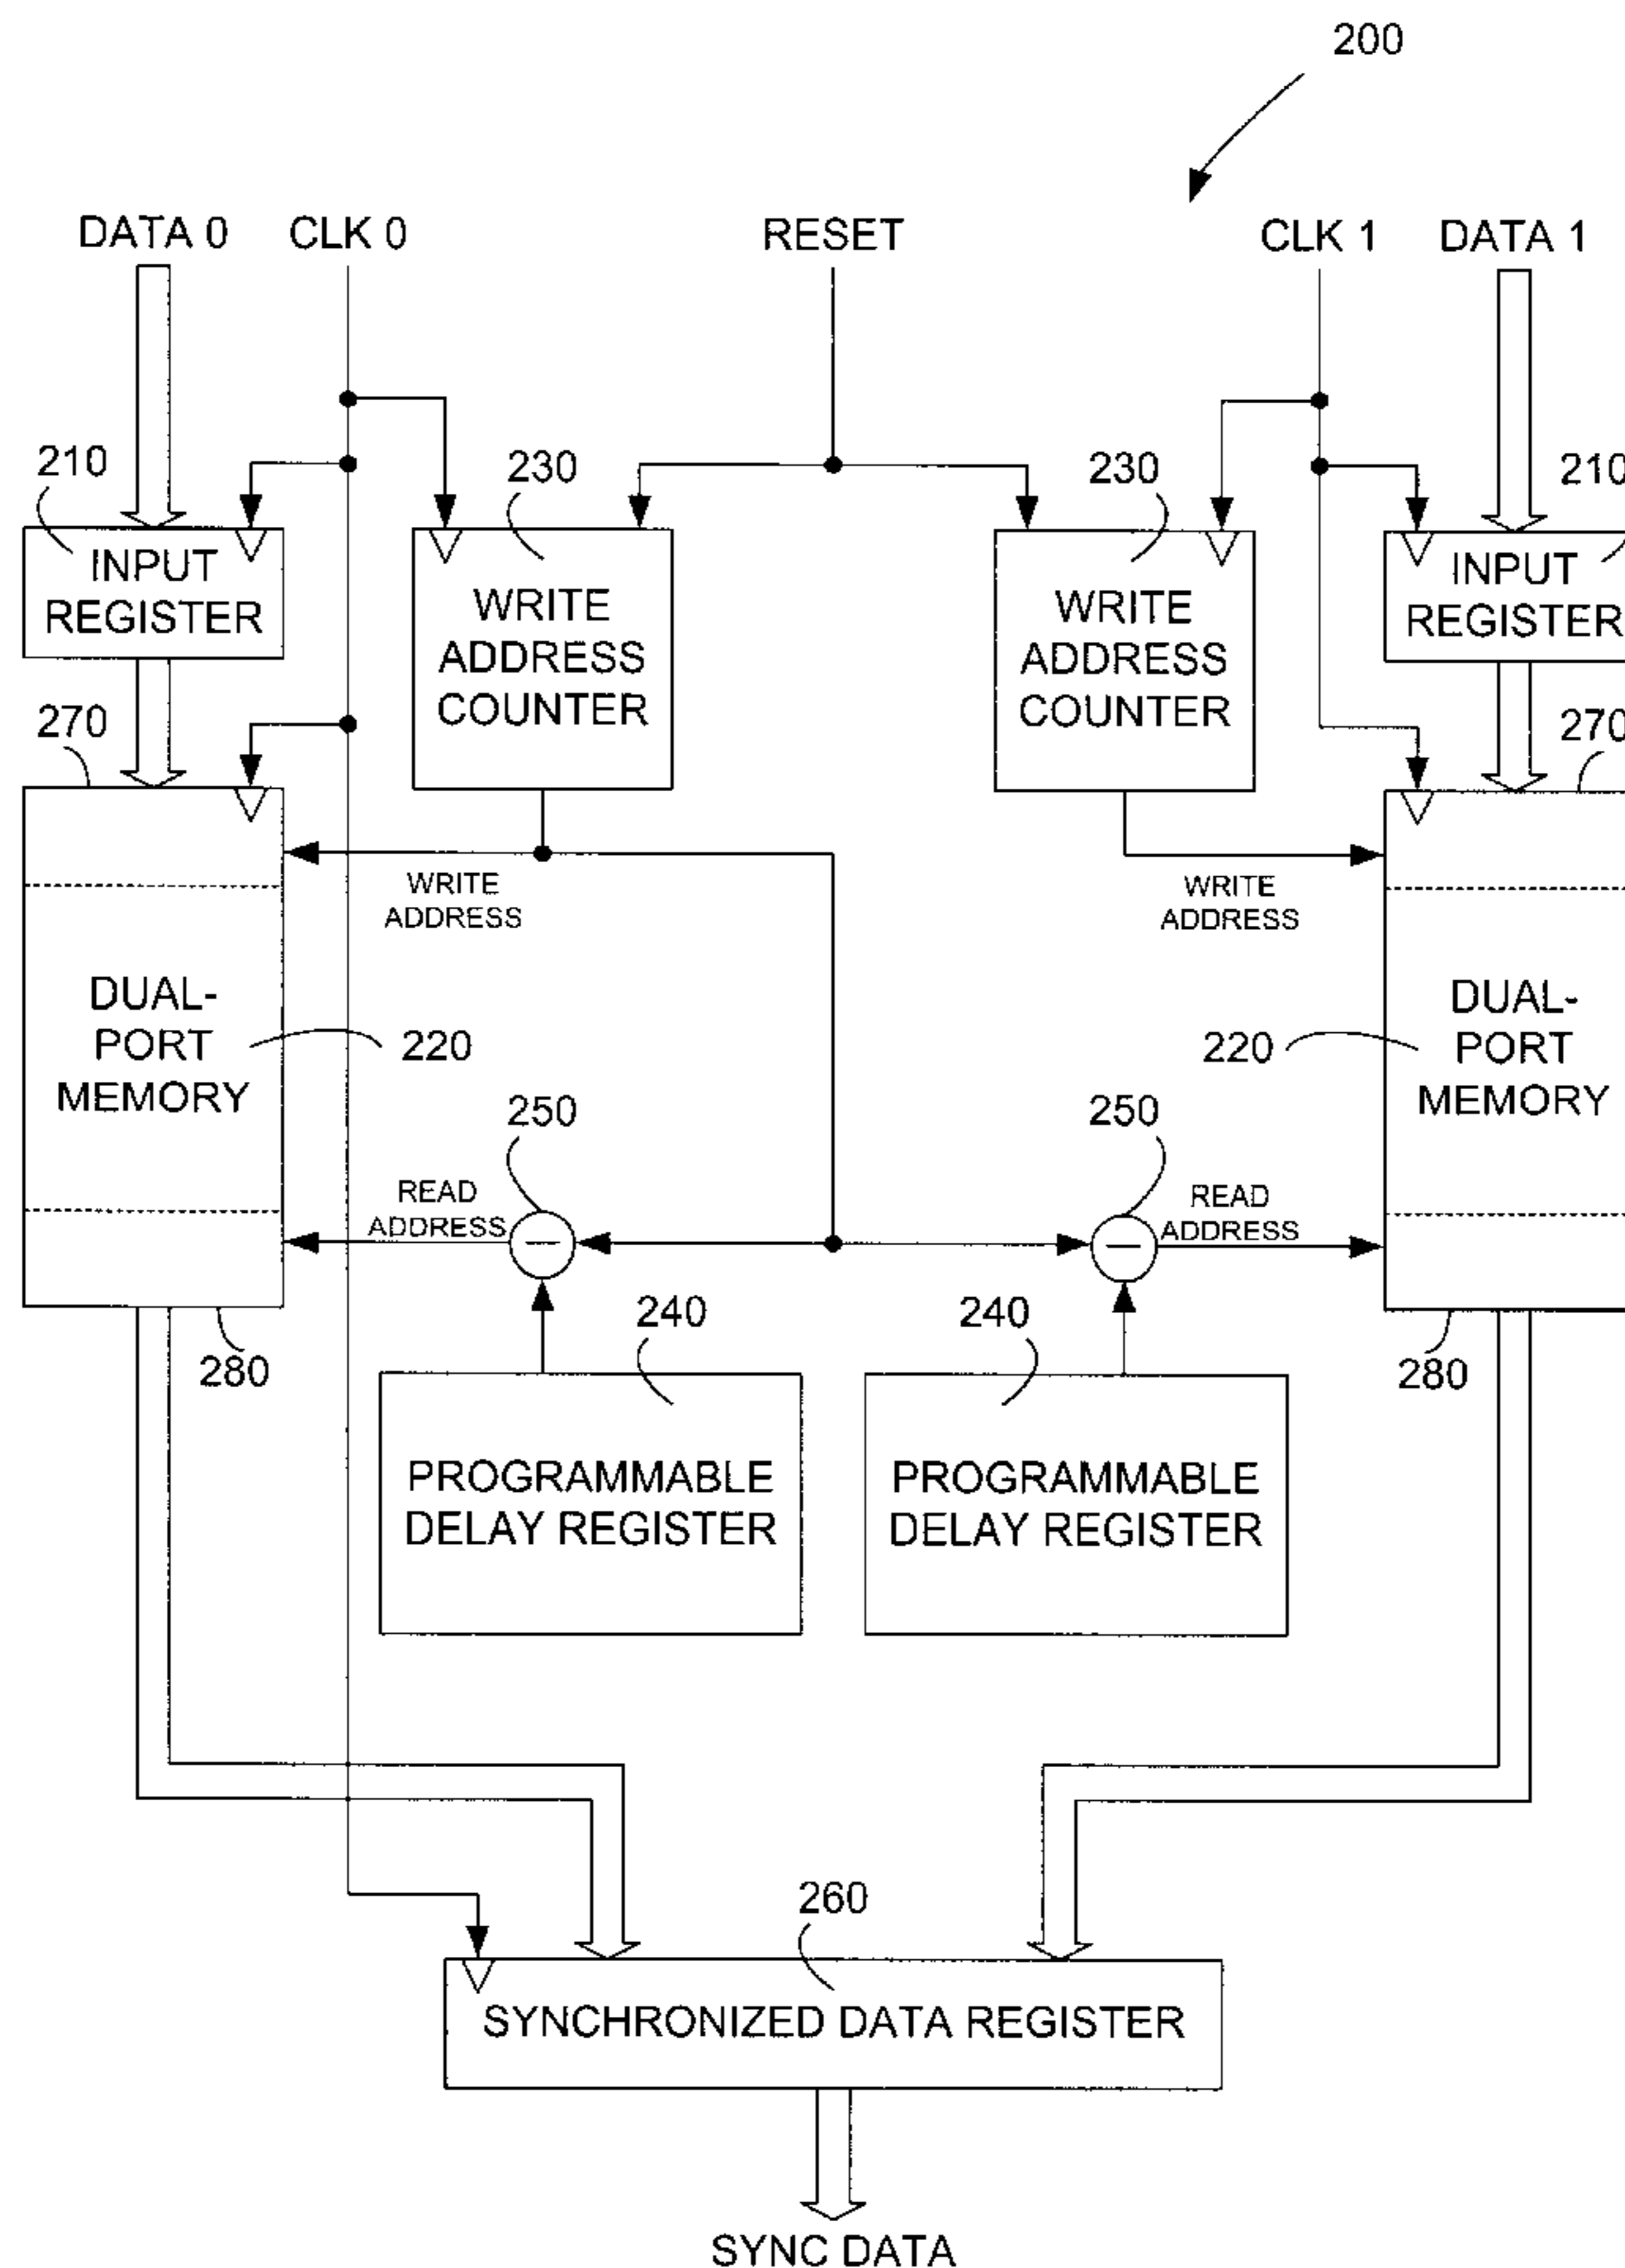 200
DATA 0
CLK 0
RESET
CLK 1
DATA 1
210
230
230
210
INPUT
REGISTER
WRITE
ADDRESS
COUNTER
WRITE
ADDRESS
COUNTER
INPUT
REGISTER
270
270
WRITE
ADDRESS
WRITE
ADDRESS
DUAL-
PORT
MEMORY
220
220
DUAL-
PORT
MEMORY
250
250
READ
ADDRESS
READ
ADDRESS
280
240
240
280
PROGRAMMABLE
DELAY REGISTER
PROGRAMMABLE
DELAY REGISTER
260
SYNCHRONIZED DATA REGISTER
SYNC DATA